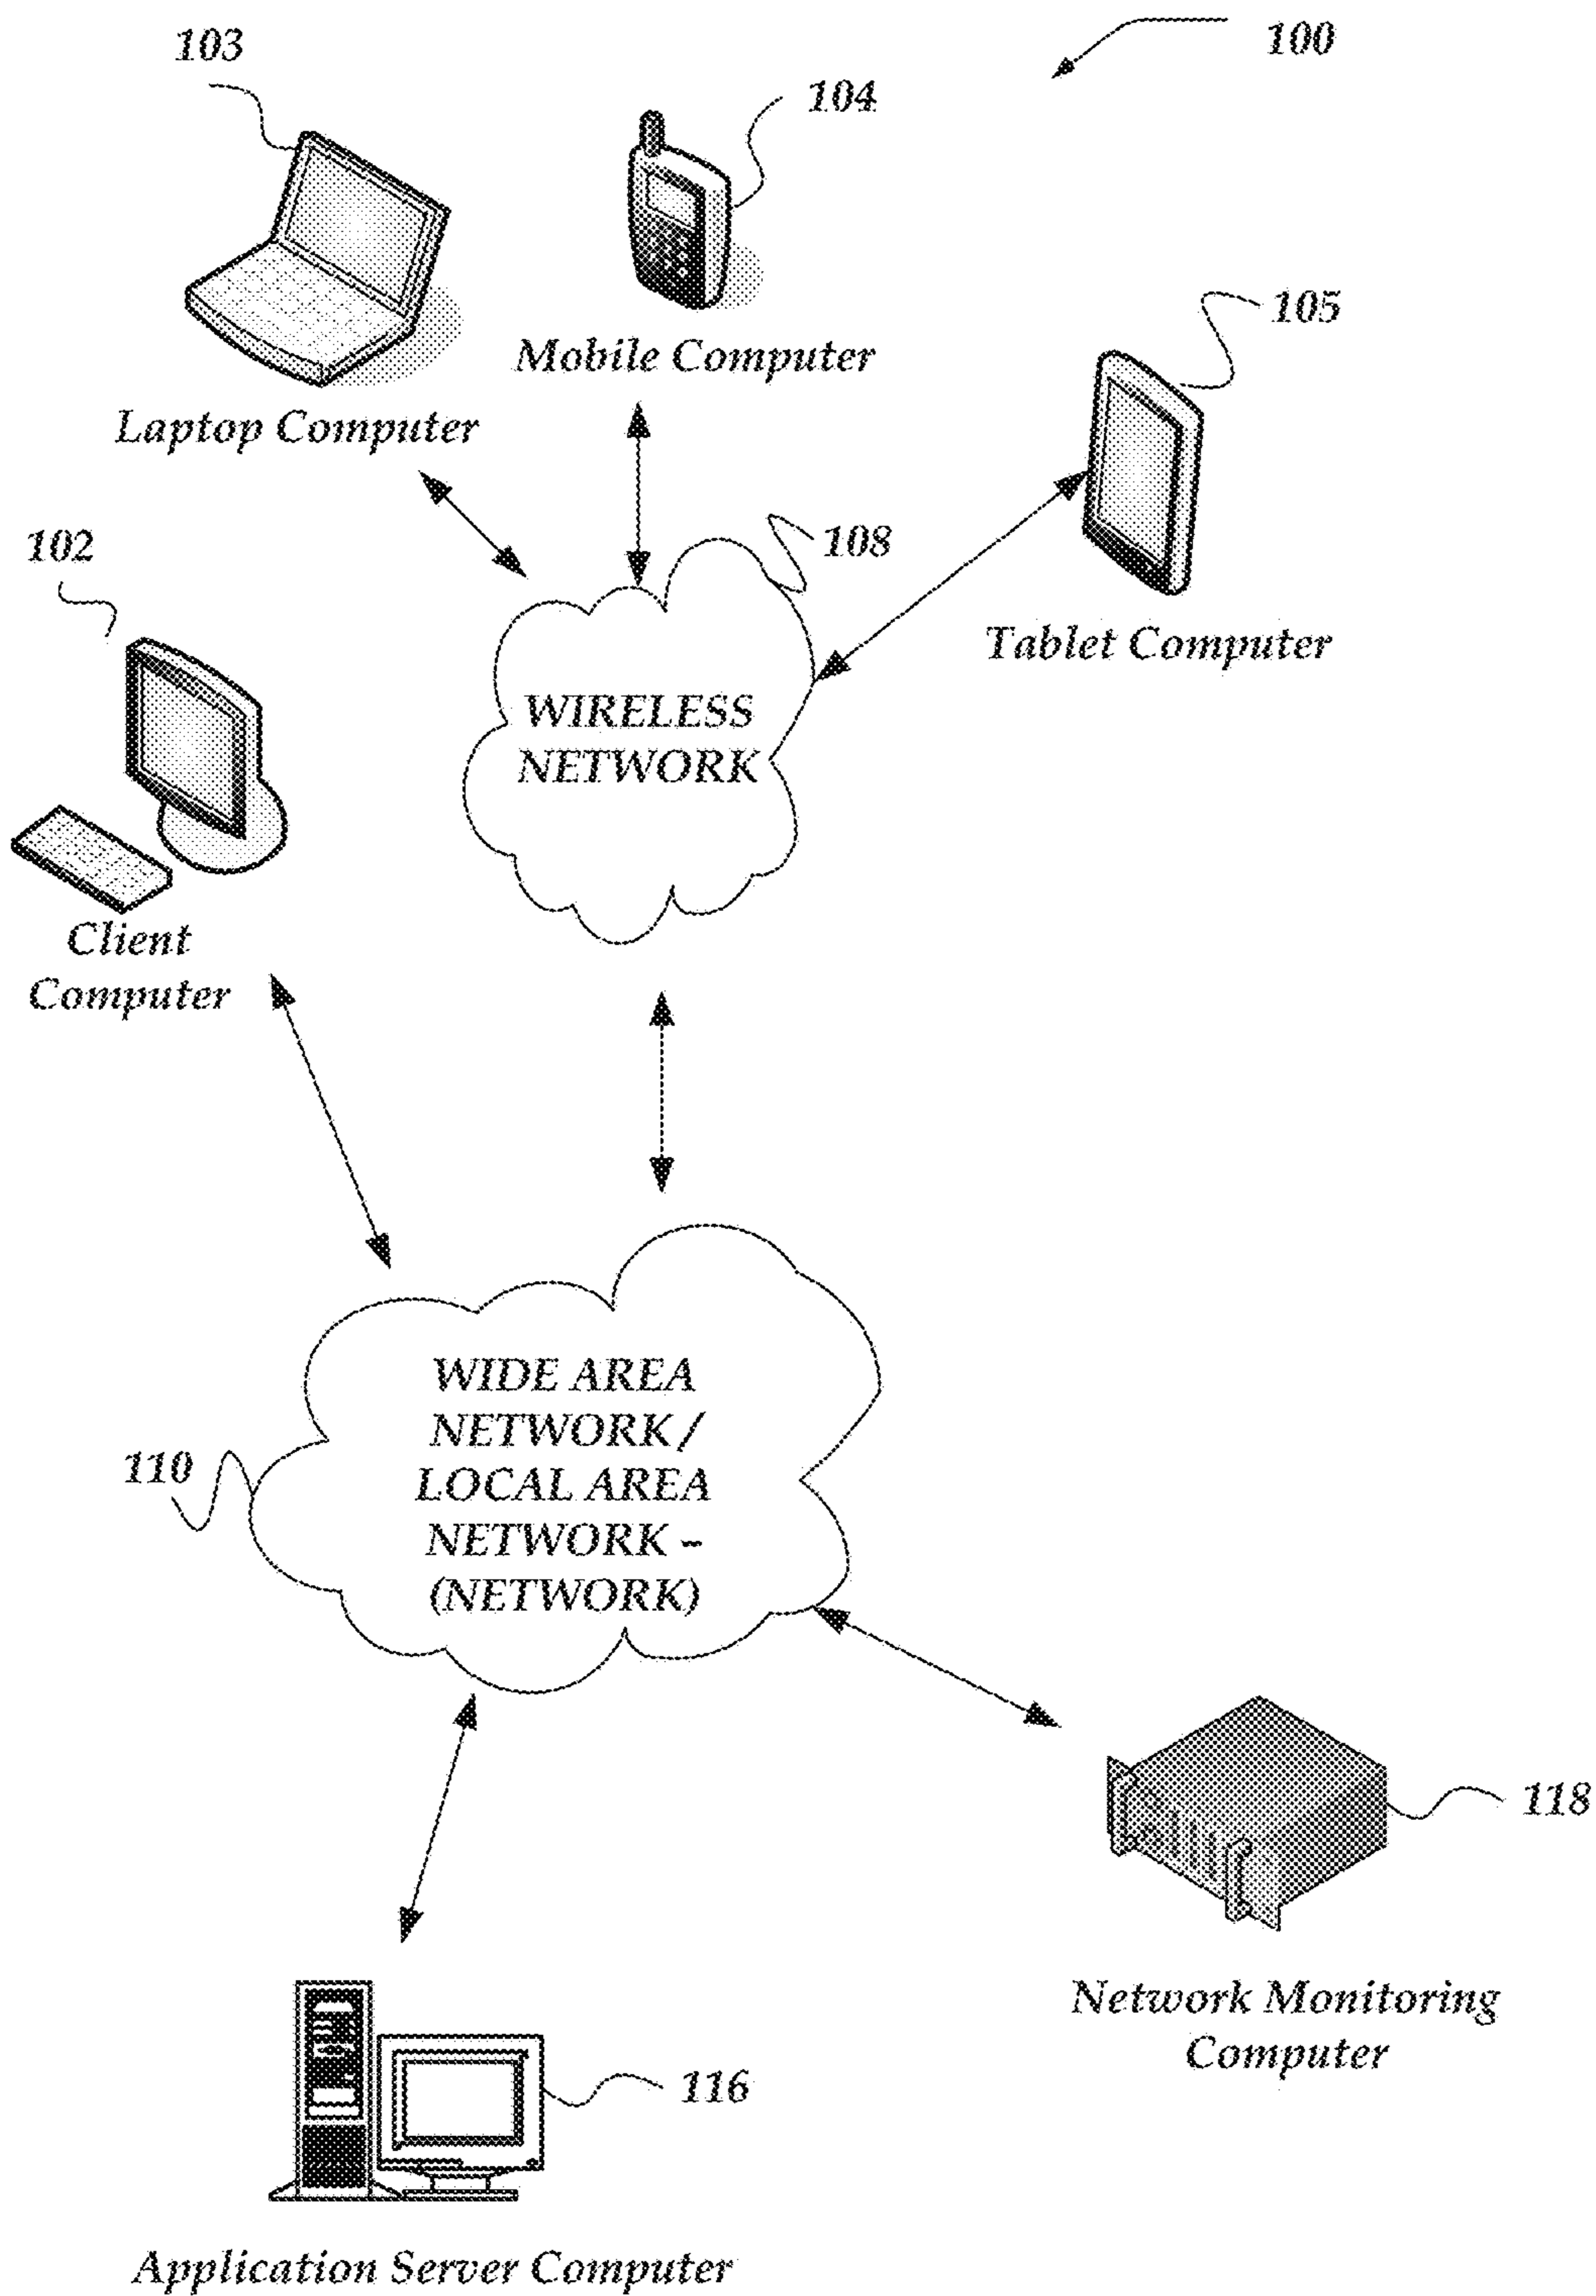 100
103
104
Mobile Computer
105
Laptop Computer
108
102
Tablet Computer
WIRELESS
NETWORK
Client
Computer
WIDE AREA
NETWORK /
LOCAL AREA
NETWORK –
(NETWORK)
110
118
Network Monitoring
Computer
116
Application Server Computer